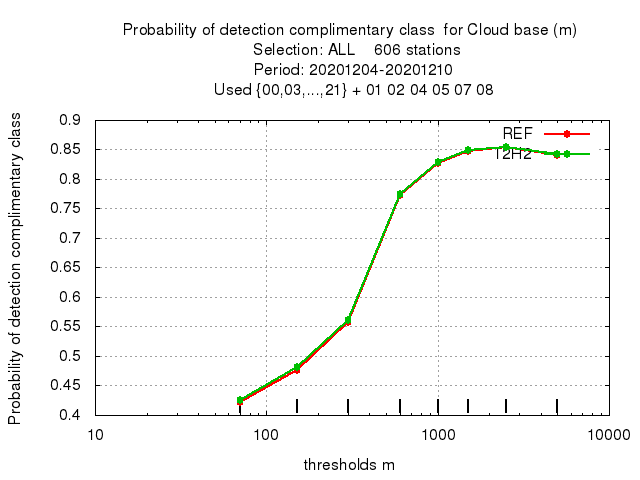 Probability of detection complimentary class for Cloud base (m)
Selection: ALL 606 stations
Period: 20201204-20201210
Used {00,03,...,21} + 01 02 04 05 07 08
Probability of detection complimentary class
0.9
0.85
0.8
0.75
0.7
0.65
0.6
0.55
0.5
0.45
0.4
REF
10
100
1000
10000
thresholds m